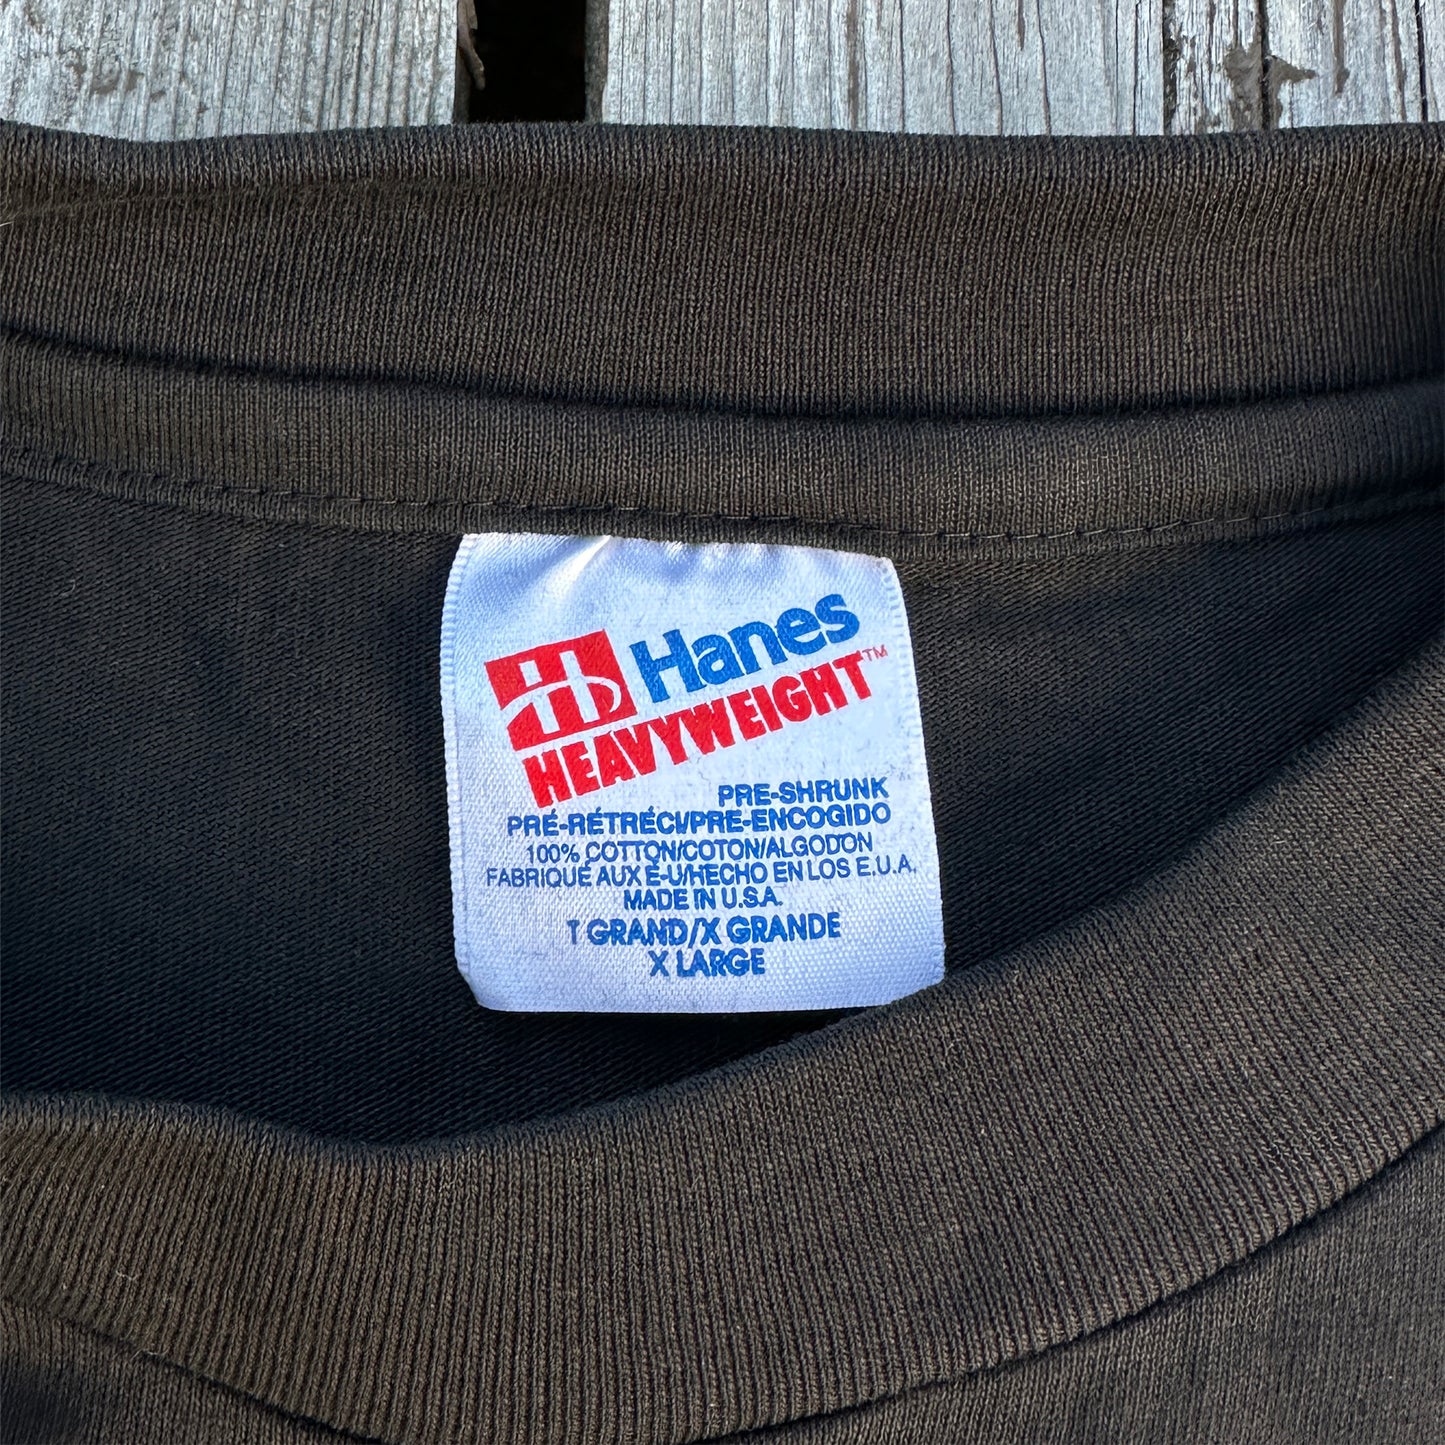 Hanes
HEAVYWEIGHT™
PRE-SHRUNK
PRÉ-RÉTRÉCI/PRE-ENCOGIDO
100% COTTON/COTON/ALGODON
FABRIQUÉ AUX É-U/HECHO EN LOS E.U.A.
MADE IN U.S.A.
T GRAND/X GRANDE
X LARGE